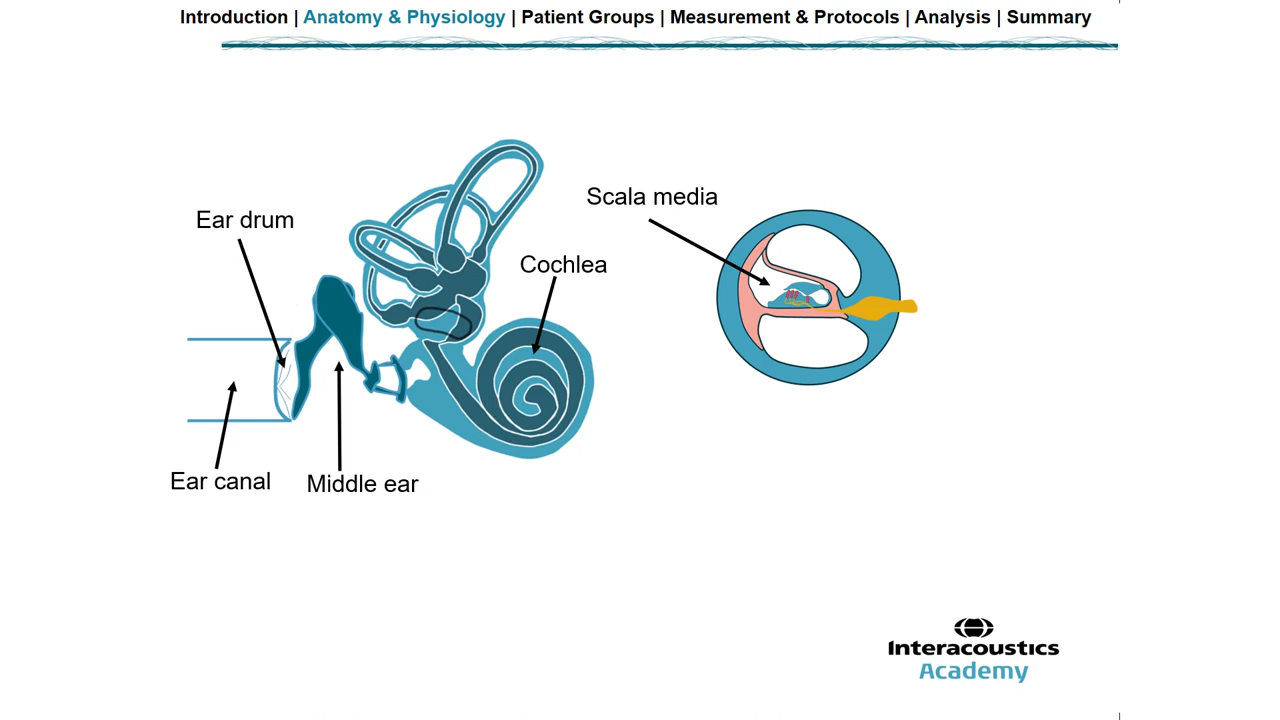 Introduction | Anatomy & Physiology | Patient Groups | Measurement & Protocols | Analysis | Summary
Scala media
Ear drum
Cochlea
Ear canal
Middle ear
Interacoustics
Academy